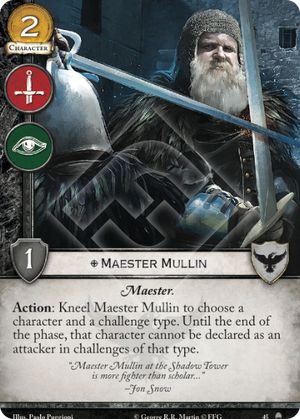 2
CHARACTER
1
MAESTER MULLIN
Maester.
Action: Kneel Maester Mullin to choose a
character and a challenge type. Until the end of
the phase, that character cannot be declared as an
attacker in challenges of that type.
"Maester Mullin at the Shadow Tower
is more fighter than scholar..."
–Jon Snow
Illus. Paolo Puggioni
© George R.R. Martin © FFG
45